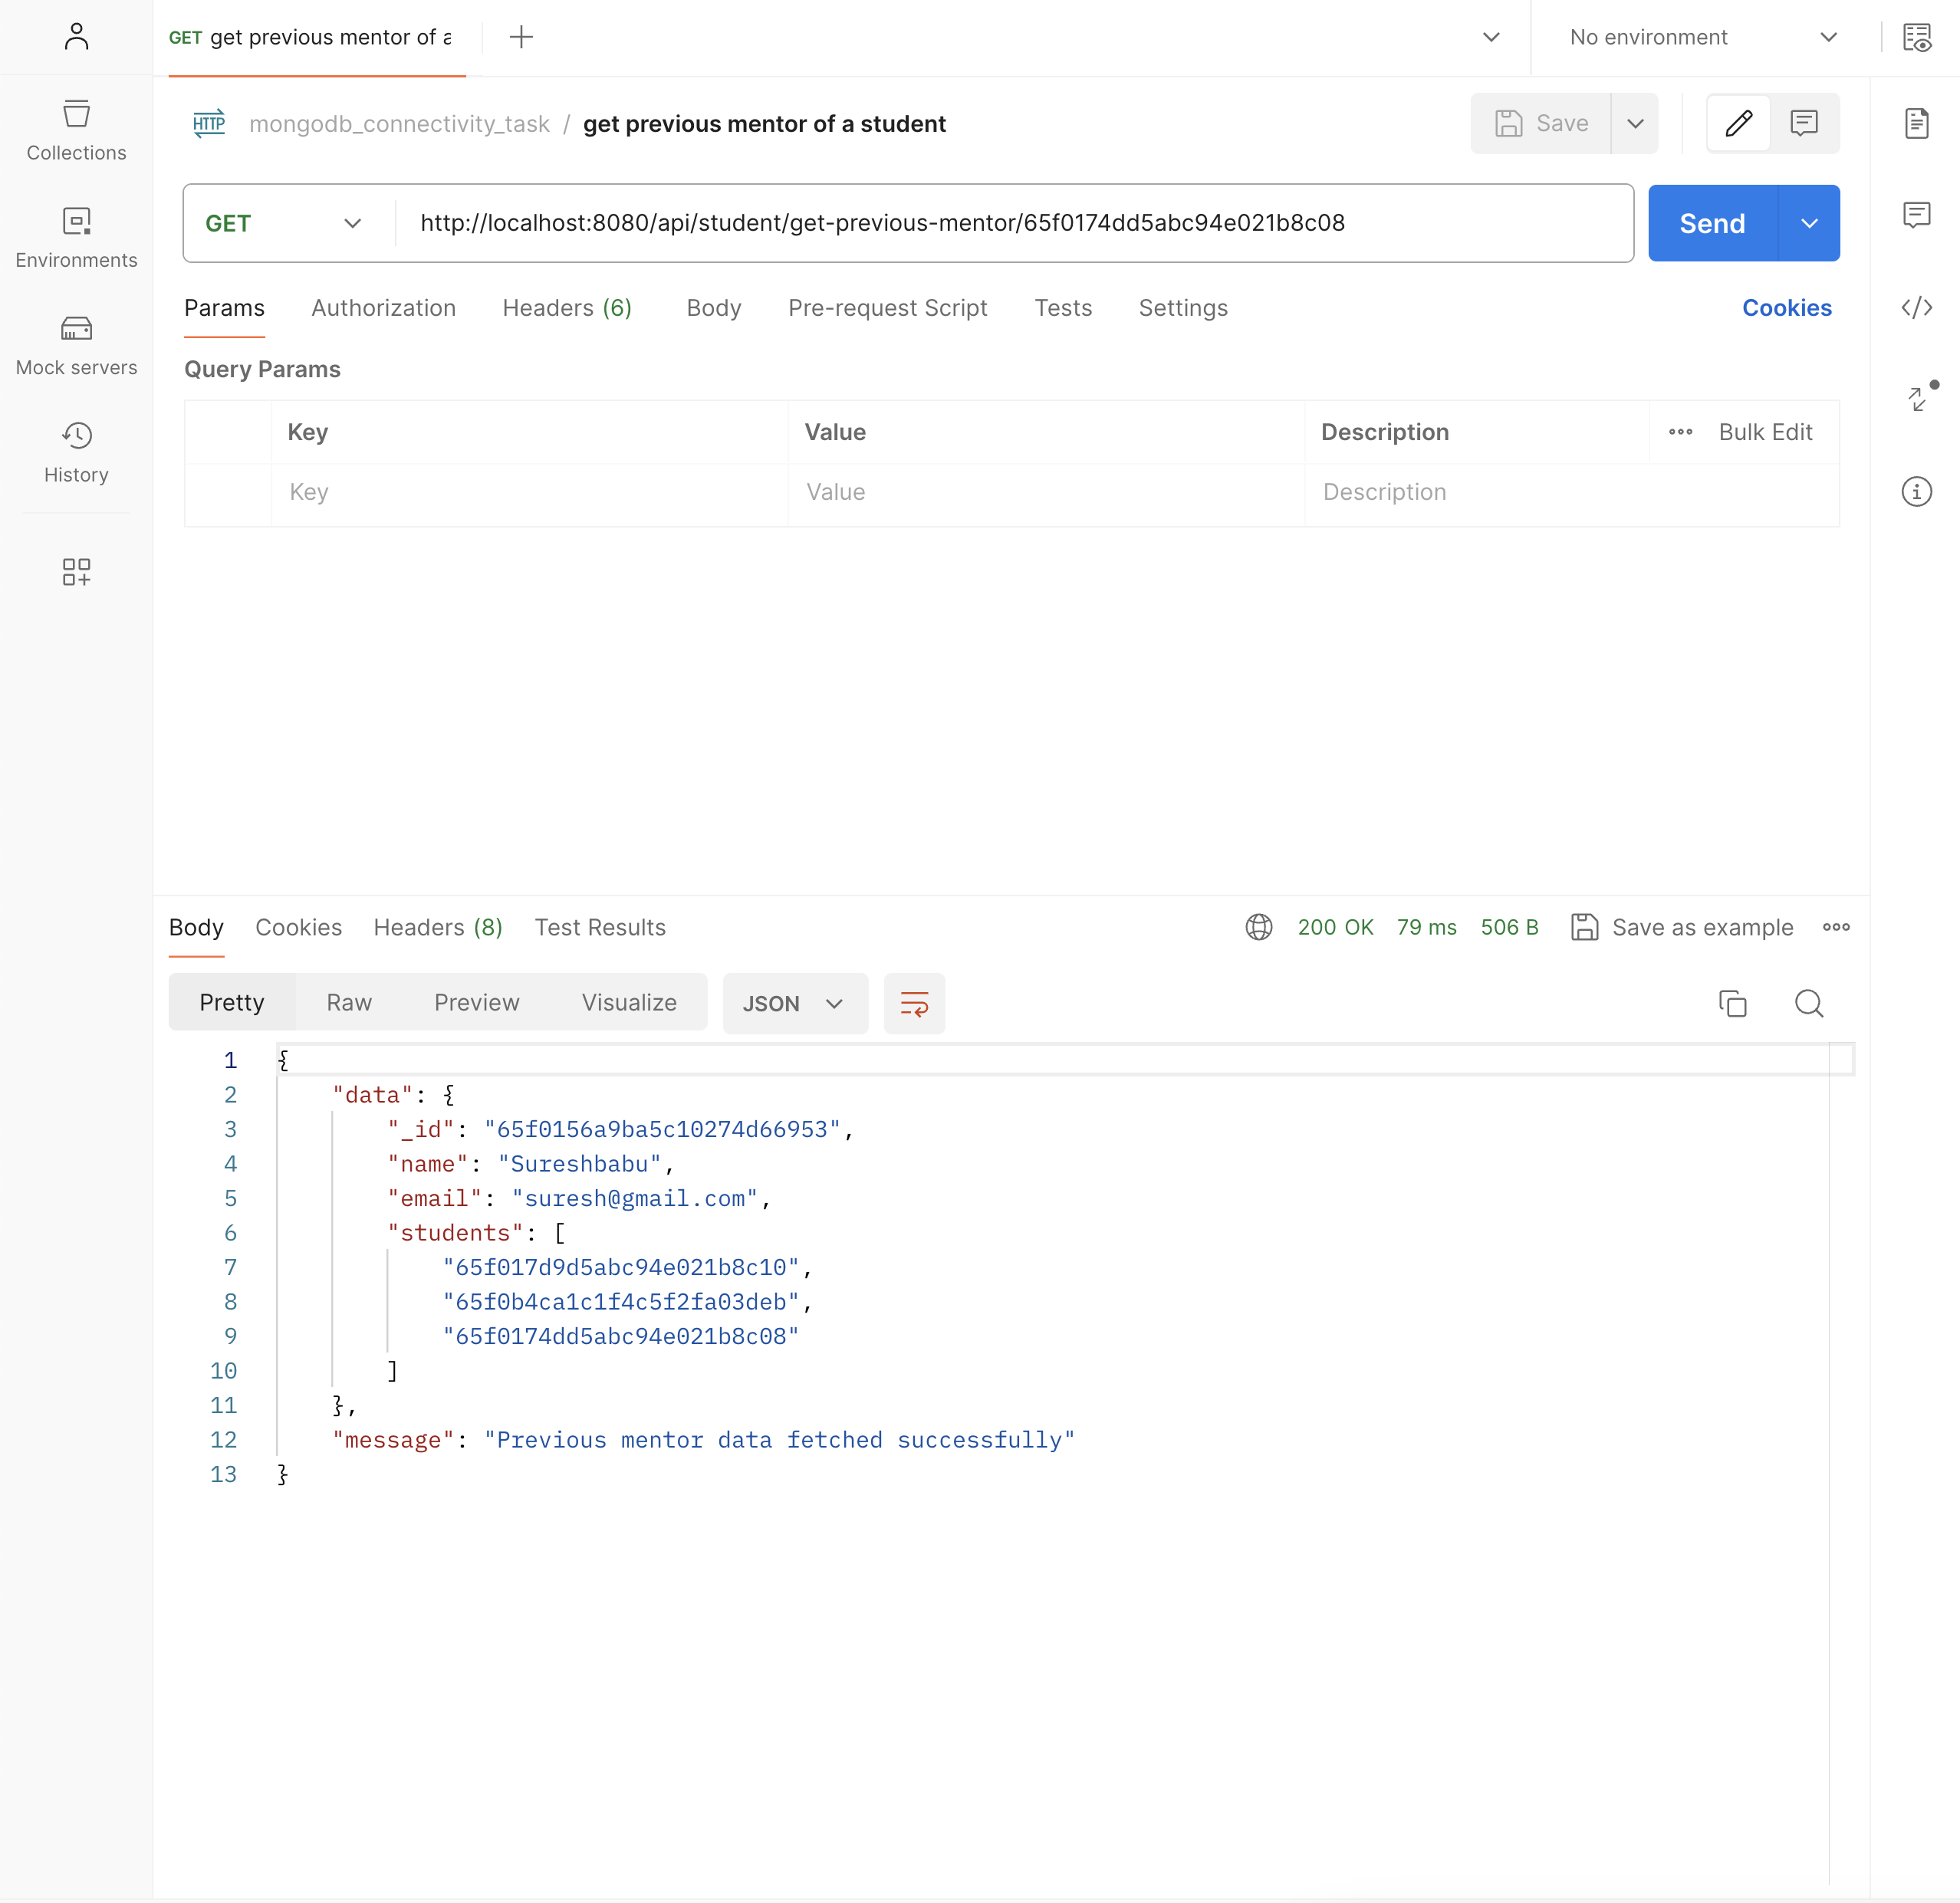 GET get previous mentor of a
No environment
Collections
Environments
Mock servers
History
HTTP mongodb_connectivity_task / get previous mentor of a student
Save
GET http://localhost:8080/api/student/get-previous-mentor/65f0174dd5abc94e021b8c08
Send
Params Authorization Headers (6) Body Pre-request Script Tests Settings Cookies
Query Params
Key Value Description Bulk Edit
Key Value Description
Body Cookies Headers (8) Test Results 200 OK 79 ms 506 B Save as example
Pretty Raw Preview Visualize JSON
1 {
2 "data": {
3 "_id": "65f0156a9ba5c10274d66953",
4 "name": "Sureshbabu",
5 "email": "suresh@gmail.com",
6 "students": [
7 "65f017d9d5abc94e021b8c10",
8 "65f0b4ca1c1f4c5f2fa03deb",
9 "65f0174dd5abc94e021b8c08"
10 ]
11 },
12 "message": "Previous mentor data fetched successfully"
13 }